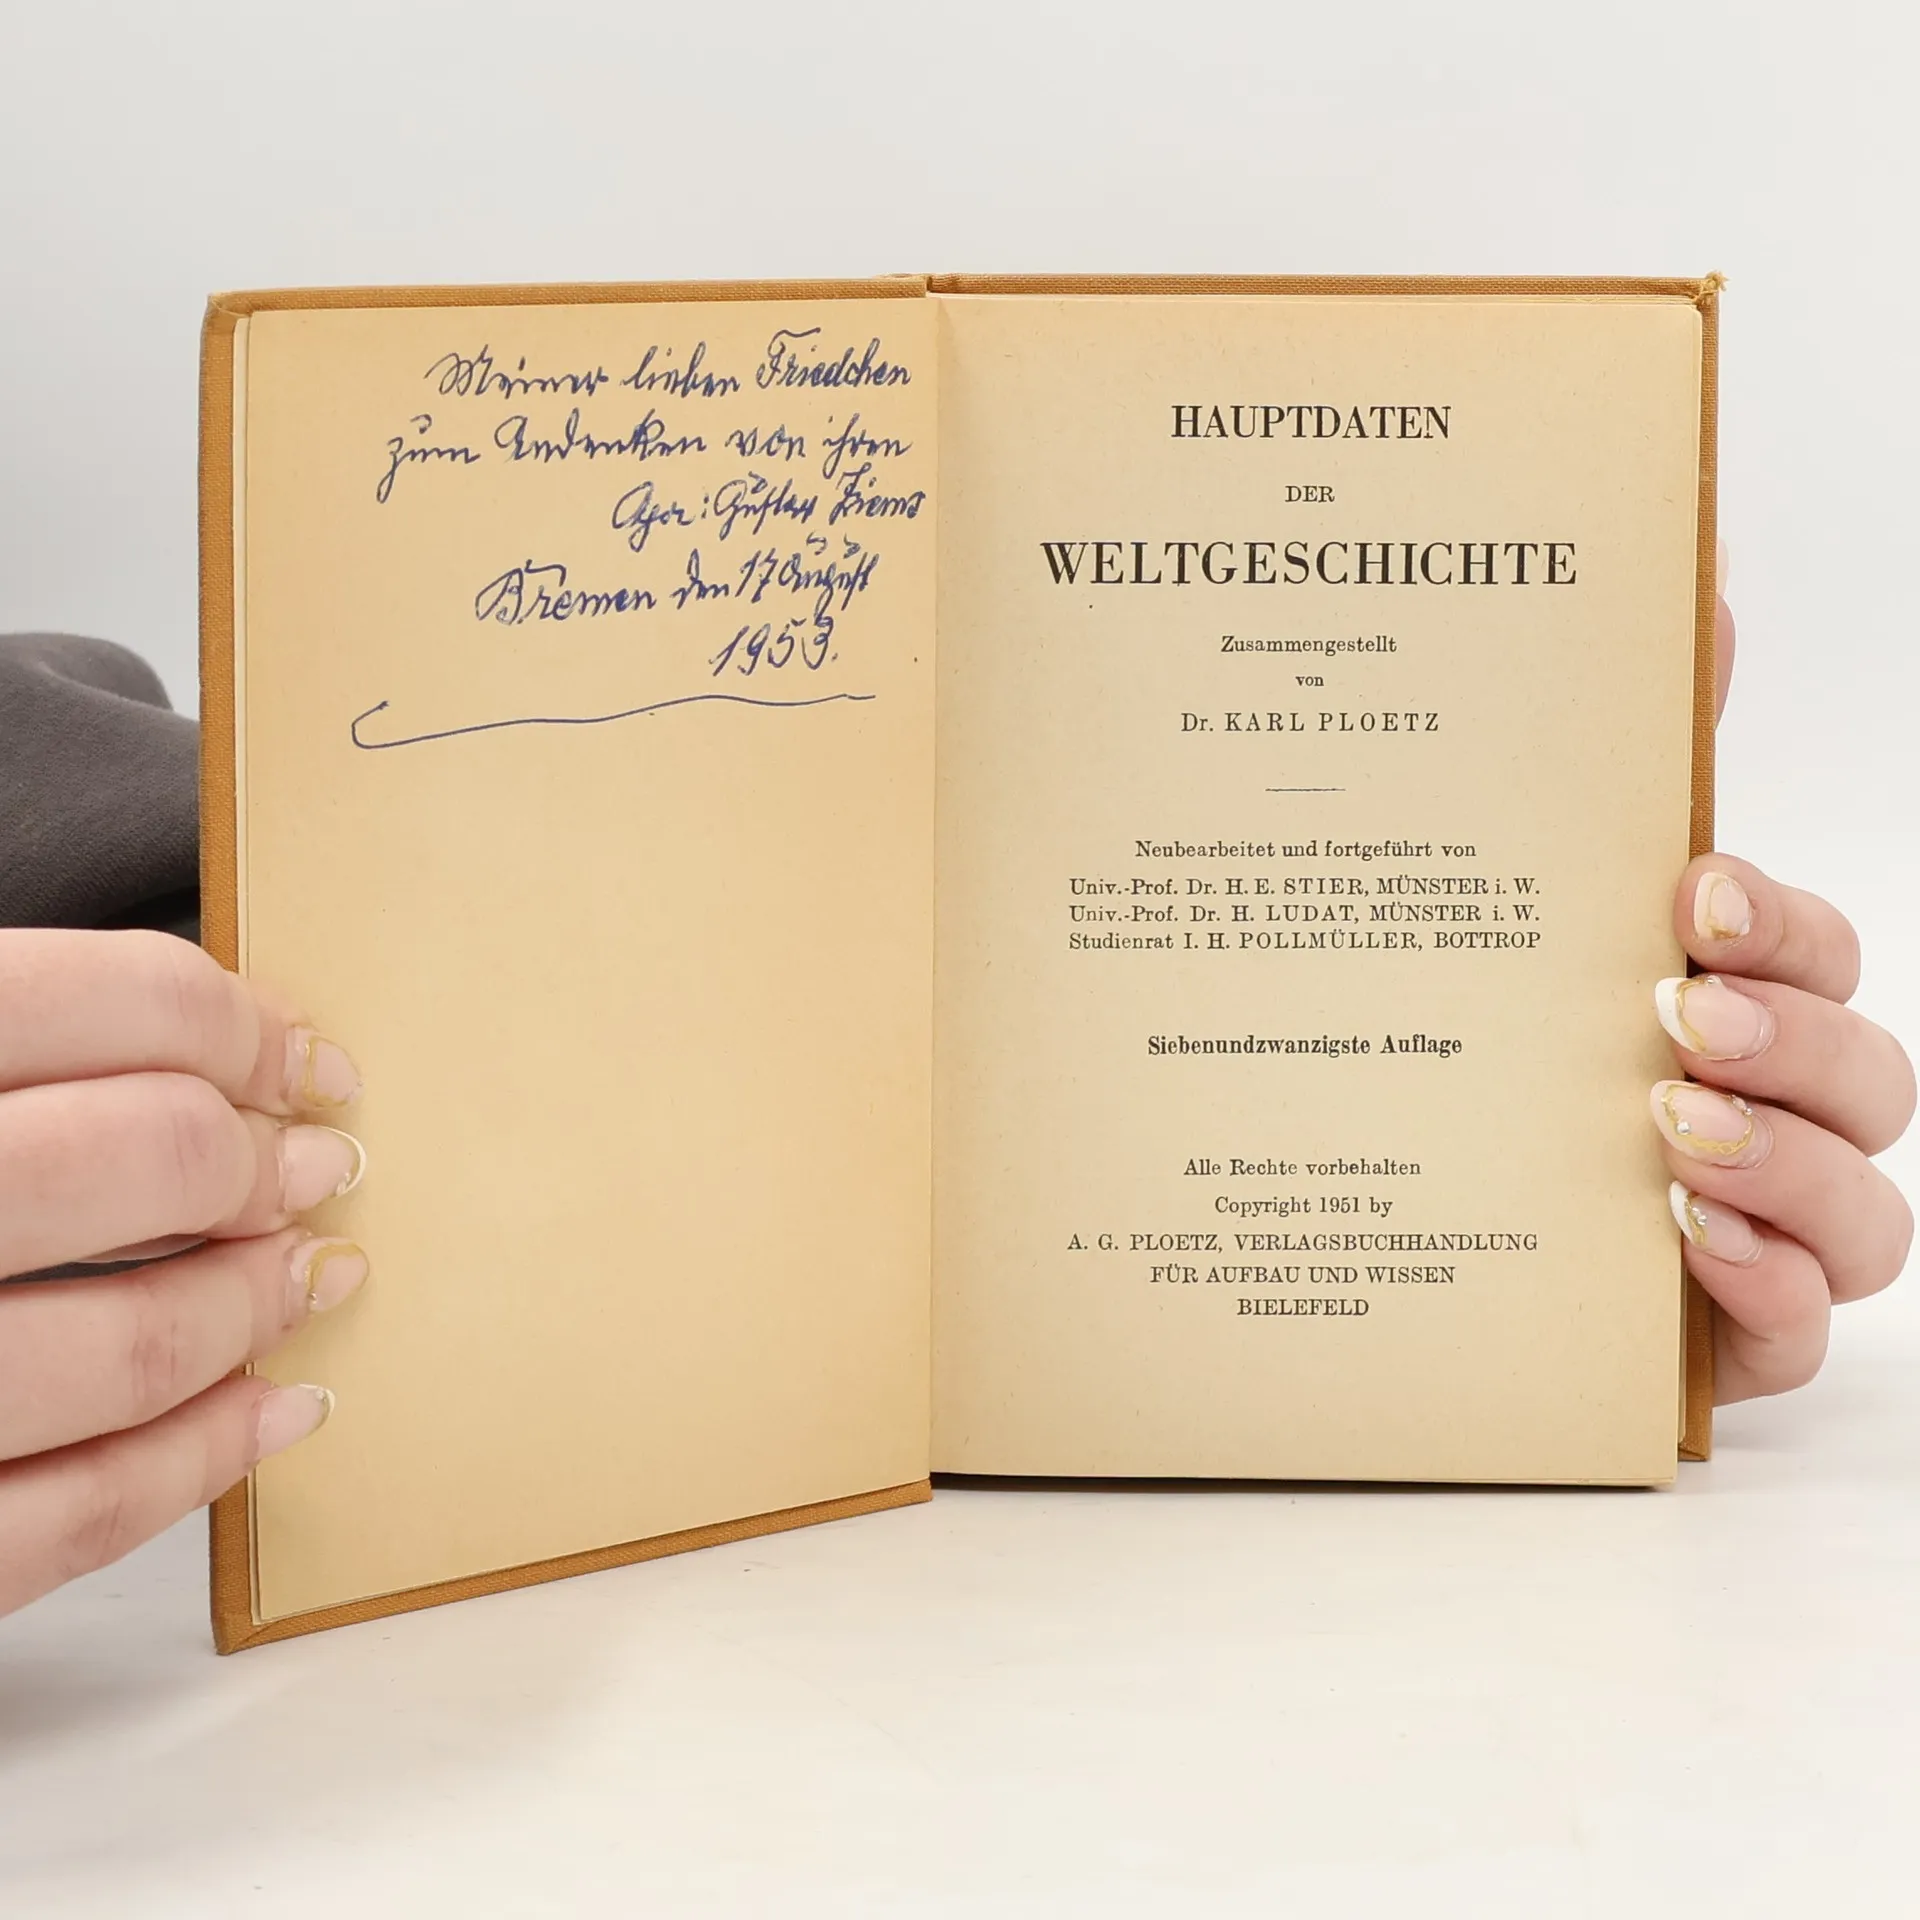 Meiner lieben Friedchen
zum Andenken von ihren
Gustav
Bremen den 17 August
1953.
HAUPTDATEN
DER
WELTGESCHICHTE
Zusammengestellt
von
Dr. KARL PLOETZ
Neubearbeitet und fortgeführt von
Univ.-Prof. Dr. H. E. STIER, MÜNSTER i. W.
Univ.-Prof. Dr. H. LUDAT, MÜNSTER i. W.
Studienrat I. H. POLLMÜLLER, BOTTROP
Siebenundzwanzigste Auflage
Alle Rechte vorbehalten
Copyright 1951 by
A. G. PLOETZ, VERLAGSBUCHHANDLUNG
FÜR AUFBAU UND WISSEN
BIELEFELD